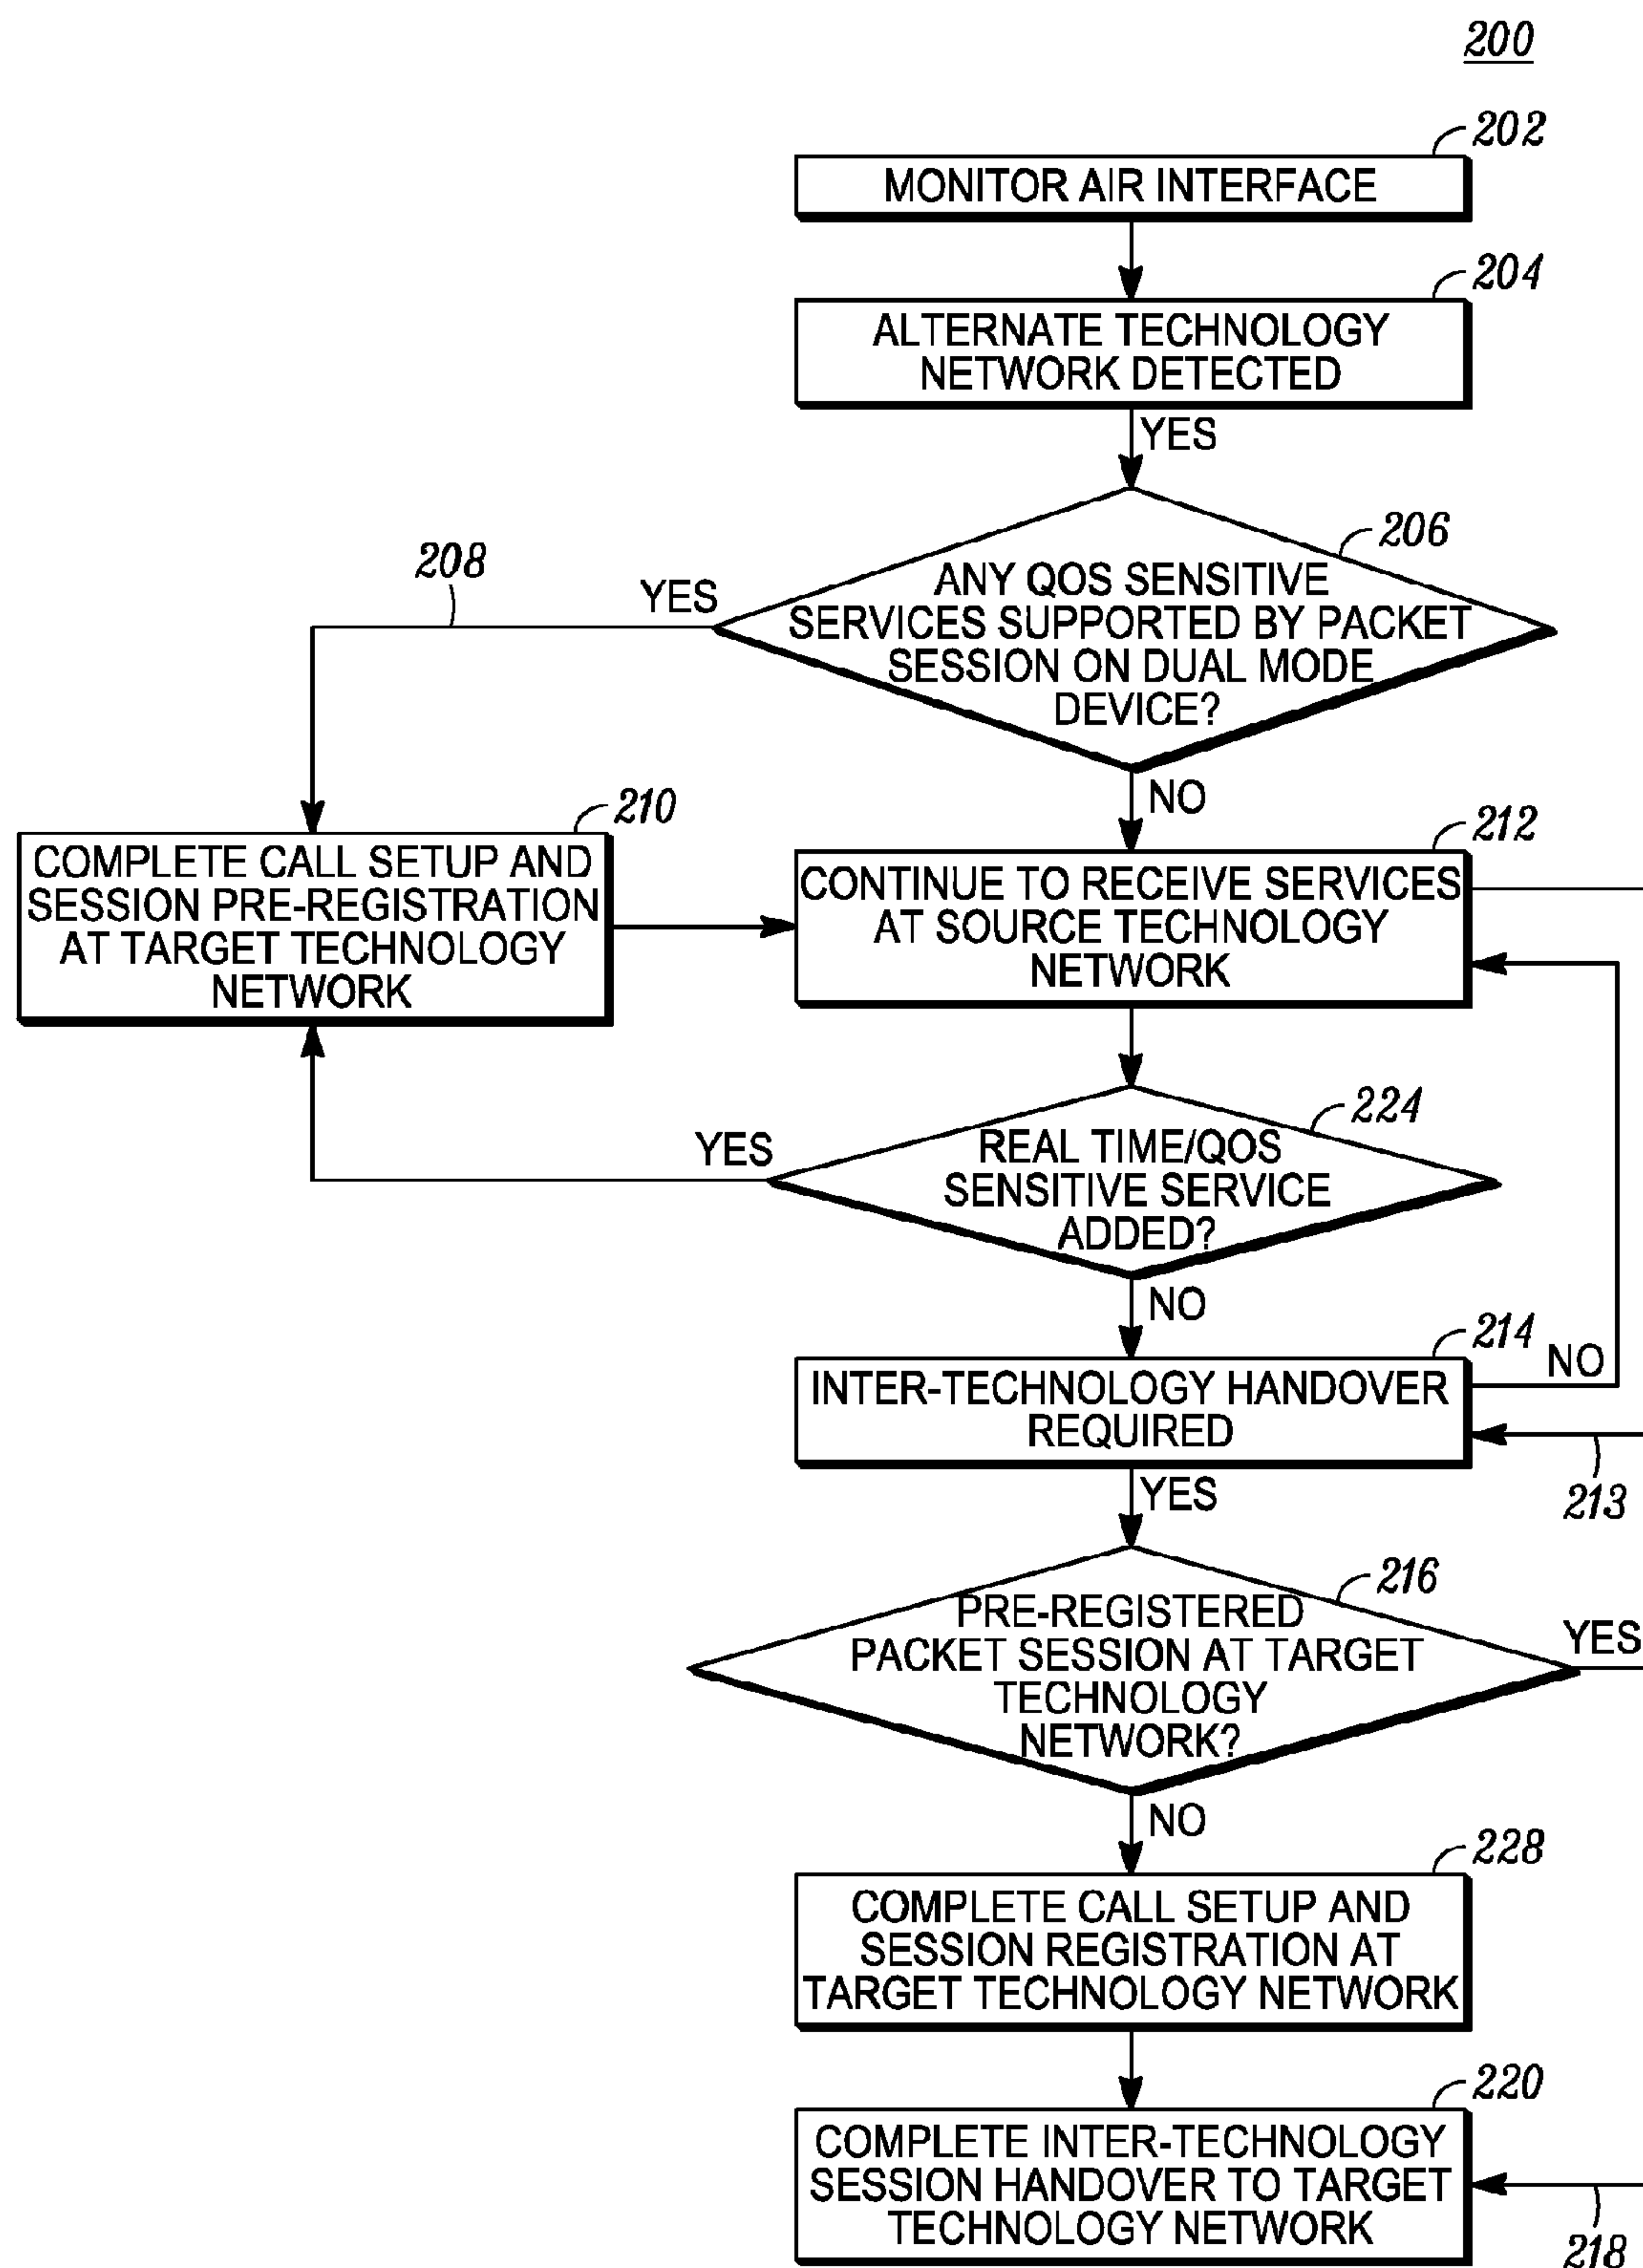 200
202
MONITOR AIR INTERFACE
204
ALTERNATE TECHNOLOGY
NETWORK DETECTED
YES
206
ANY QOS SENSITIVE
SERVICES SUPPORTED BY PACKET
SESSION ON DUAL MODE
DEVICE?
YES
208
NO
210
COMPLETE CALL SETUP AND
SESSION PRE-REGISTRATION
AT TARGET TECHNOLOGY
NETWORK
212
CONTINUE TO RECEIVE SERVICES
AT SOURCE TECHNOLOGY
NETWORK
224
REAL TIME/QOS
SENSITIVE SERVICE
ADDED?
YES
NO
214
INTER-TECHNOLOGY HANDOVER
REQUIRED
NO
213
YES
216
PRE-REGISTERED
PACKET SESSION AT TARGET
TECHNOLOGY
NETWORK?
YES
NO
228
COMPLETE CALL SETUP AND
SESSION REGISTRATION AT
TARGET TECHNOLOGY NETWORK
220
COMPLETE INTER-TECHNOLOGY
SESSION HANDOVER TO TARGET
TECHNOLOGY NETWORK
218